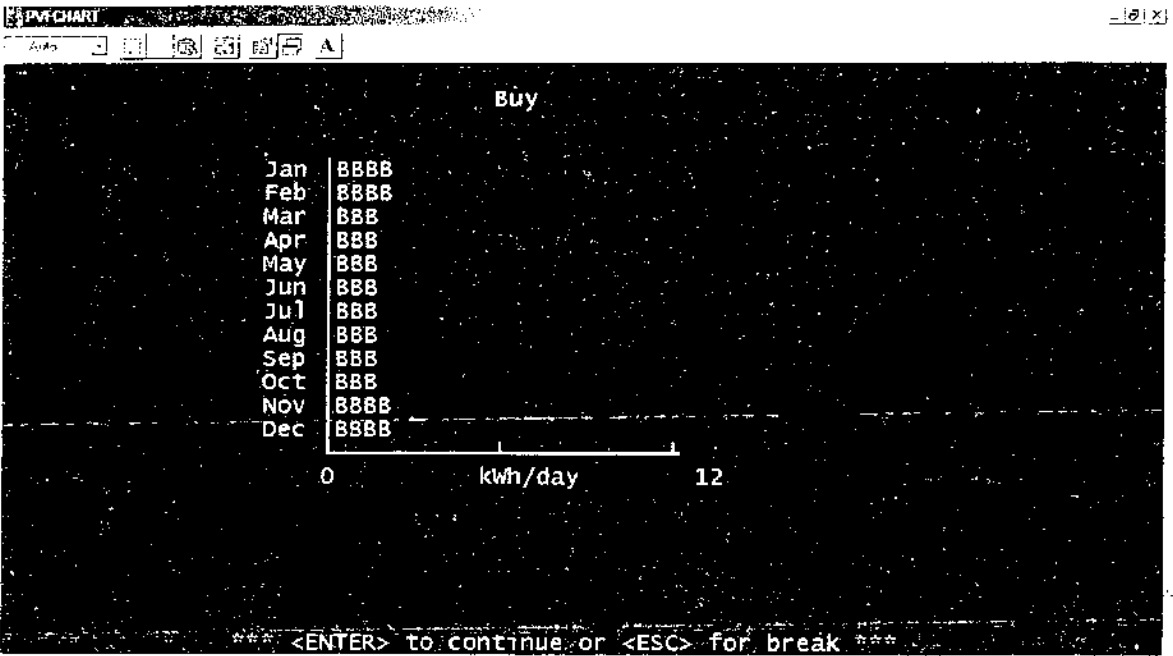 PVFCHART
Auto
A
Buy
Jan BBBB
Feb BBBB
Mar BBB
Apr BBB
May BBB
Jun BBB
Jul BBB
Aug BBB
Sep BBB
Oct BBB
Nov BBBB
Dec BBBB
0 kWh/day 12
*** <ENTER> to continue or <ESC> for break ***